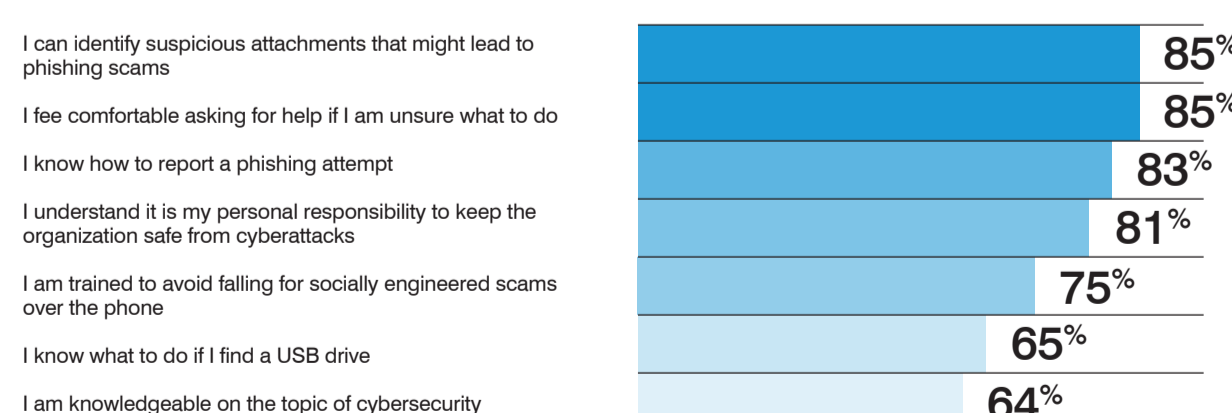 I can identify suspicious attachments that might lead to
phishing scams
85%
I fee comfortable asking for help if I am unsure what to do
85%
I know how to report a phishing attempt
83%
I understand it is my personal responsibility to keep the
organization safe from cyberattacks
81%
I am trained to avoid falling for socially engineered scams
over the phone
75%
I know what to do if I find a USB drive
65%
I am knowledgeable on the topic of cybersecurity
64%